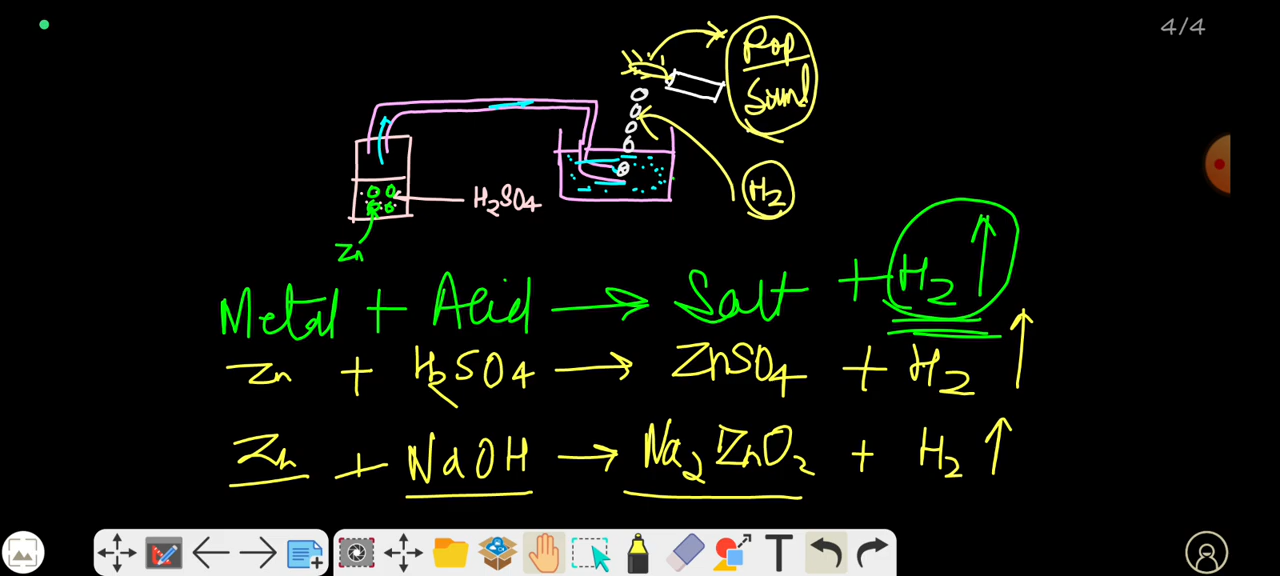 4/4
Pop
Sound
H₂
H₂SO₄
Zn
Metal + Acid → Salt + H₂ ↑
Zn + H₂SO₄ → ZnSO₄ + H₂ ↑
Zn + NaOH → Na₂ZnO₂ + H₂ ↑
T